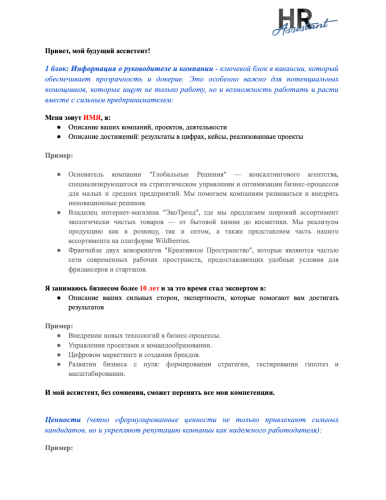 HR
Assistant
Привет, мой будущий ассистент!
1 блок: Информация о руководителе и компании - ключевой блок в вакансии, который
обеспечивает прозрачность и доверие. Это особенно важно для потенциальных
помощников, которые ищут не только работу, но и возможность работать и расти
вместе с сильным предпринимателем:
Меня зовут ИМЯ, я:
● Описание ваших компаний, проектов, деятельности
● Описание достижений: результаты в цифрах, кейсы, реализованные проекты
Пример:
● Основатель компании "Глобальные Решения" — консалтингового агентства,
специализирующегося на стратегическом управлении и оптимизации бизнес-процессов
для малых и средних предприятий. Мы помогаем компаниям развиваться и внедрять
инновационные решения.
● Владелец интернет-магазина "ЭкоТренд", где мы предлагаем широкий ассортимент
экологически чистых товаров — от бытовой химии до косметики. Мы реализуем
продукцию как в розницу, так и оптом, а также представляем часть нашего
ассортимента на платформе Wildberries.
● Франчайзи двух коворкингов "Креативное Пространство", которые являются частью
сети современных рабочих пространств, предоставляющих удобные условия для
фрилансеров и стартапов.
Я занимаюсь бизнесом более 10 лет и за это время стал экспертом в:
● Описание ваших сильных сторон, экспертности, которые помогают вам достигать
результатов
Пример:
● Внедрении новых технологий в бизнес-процессы.
● Управлении проектами и командообразовании.
● Цифровом маркетинге и создании брендов.
● Развитии бизнеса с нуля: формировании стратегии, тестировании гипотез и
масштабировании.
И мой ассистент, без сомнения, сможет перенять все мои компетенции.
Ценности (четко сформулированные ценности не только привлекают сильных
кандидатов, но и укрепляют репутацию компании как надежного работодателя):
Пример: